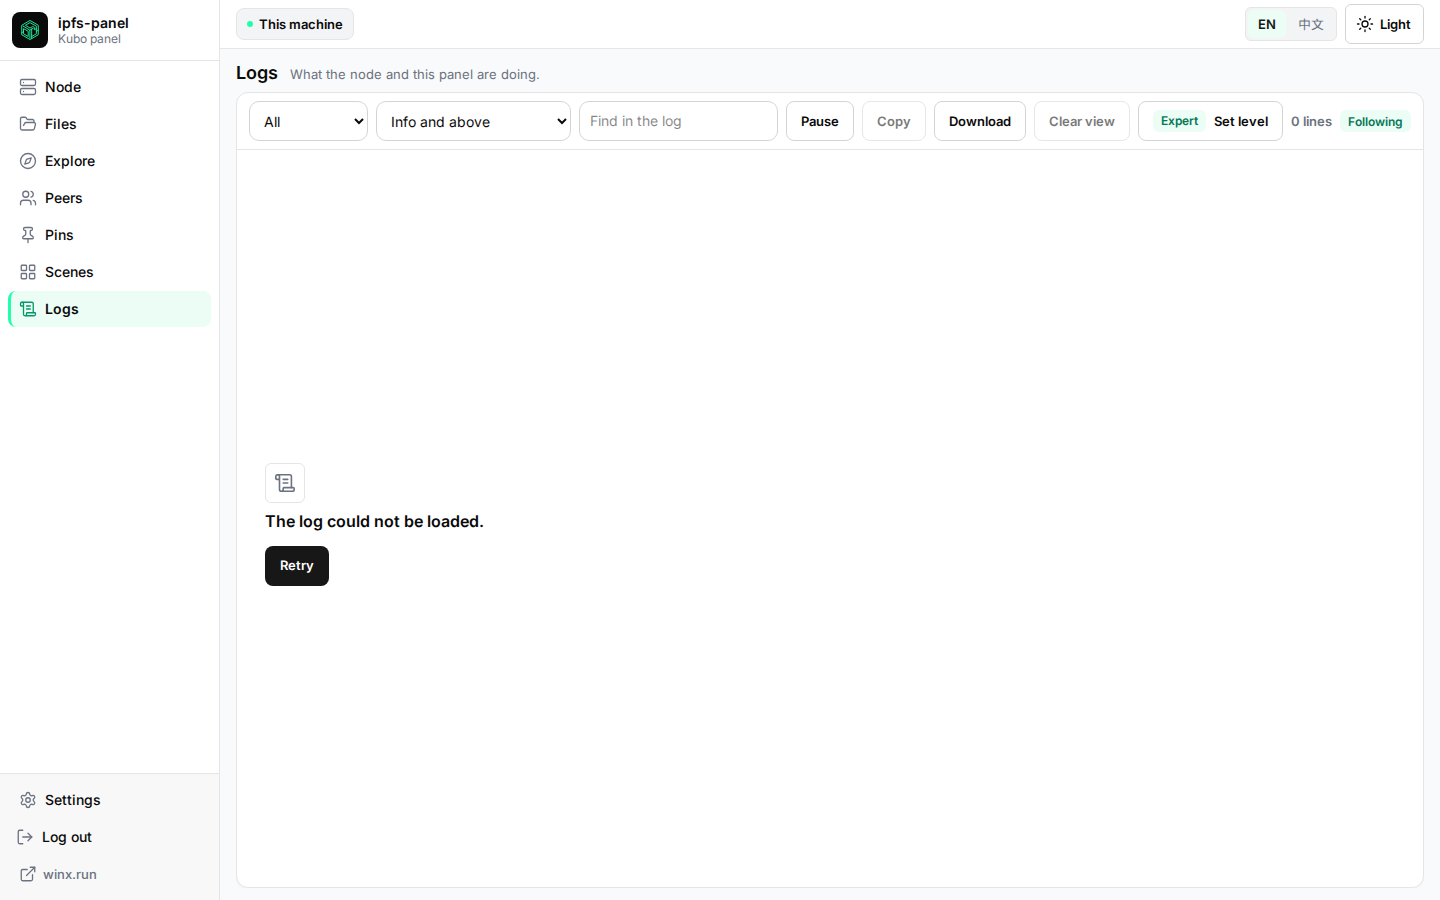 ipfs-panel
Kubo panel
Node
Files
Explore
Peers
Pins
Scenes
Logs
Settings
Log out
winx.run
This machine
EN 中文 Light
Logs What the node and this panel are doing.
All Info and above Find in the log Pause Copy Download Clear view Expert Set level 0 lines Following
The log could not be loaded.
Retry